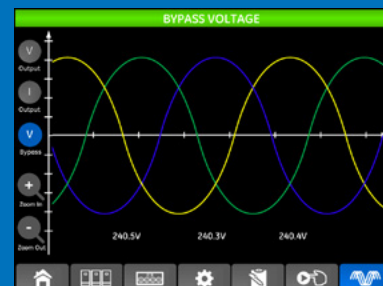 BYPASS VOLTAGE
V
Output
I
Output
V
Bypass
+
Zoom In
-
Zoom Out
240.5V 240.3V 240.4V